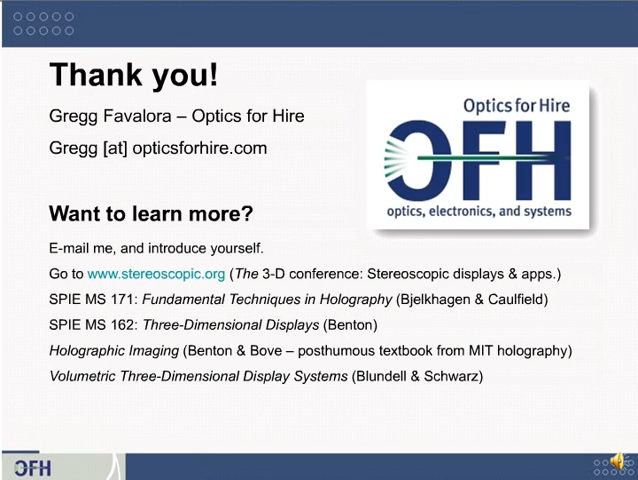 Thank you!
Gregg Favalora – Optics for Hire
Gregg [at] opticsforhire.com
Optics for Hire
OFH
optics, electronics, and systems
Want to learn more?
E-mail me, and introduce yourself.
Go to www.stereoscopic.org (The 3-D conference: Stereoscopic displays & apps.)
SPIE MS 171: Fundamental Techniques in Holography (Bjelkhagen & Caulfield)
SPIE MS 162: Three-Dimensional Displays (Benton)
Holographic Imaging (Benton & Bove – posthumous textbook from MIT holography)
Volumetric Three-Dimensional Display Systems (Blundell & Schwarz)
OFH